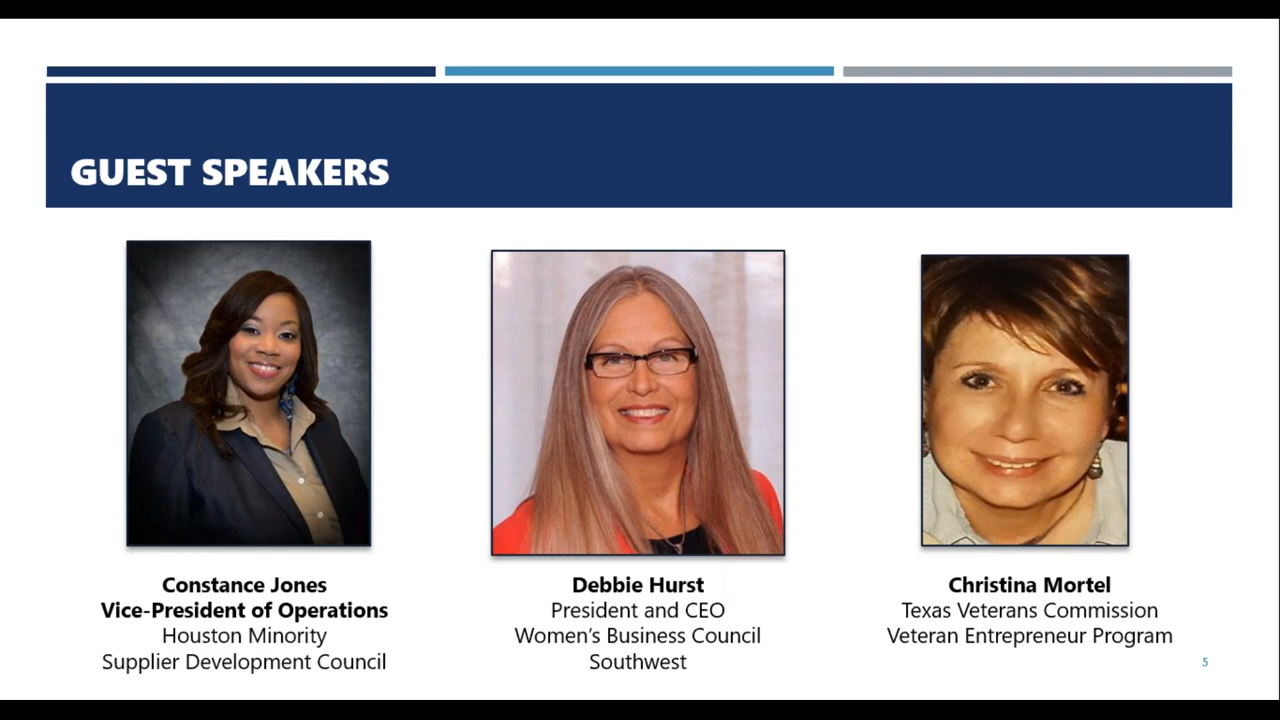 GUEST SPEAKERS
Constance Jones
Vice-President of Operations
Houston Minority
Supplier Development Council
Debbie Hurst
President and CEO
Women’s Business Council
Southwest
Christina Mortel
Texas Veterans Commission
Veteran Entrepreneur Program
5